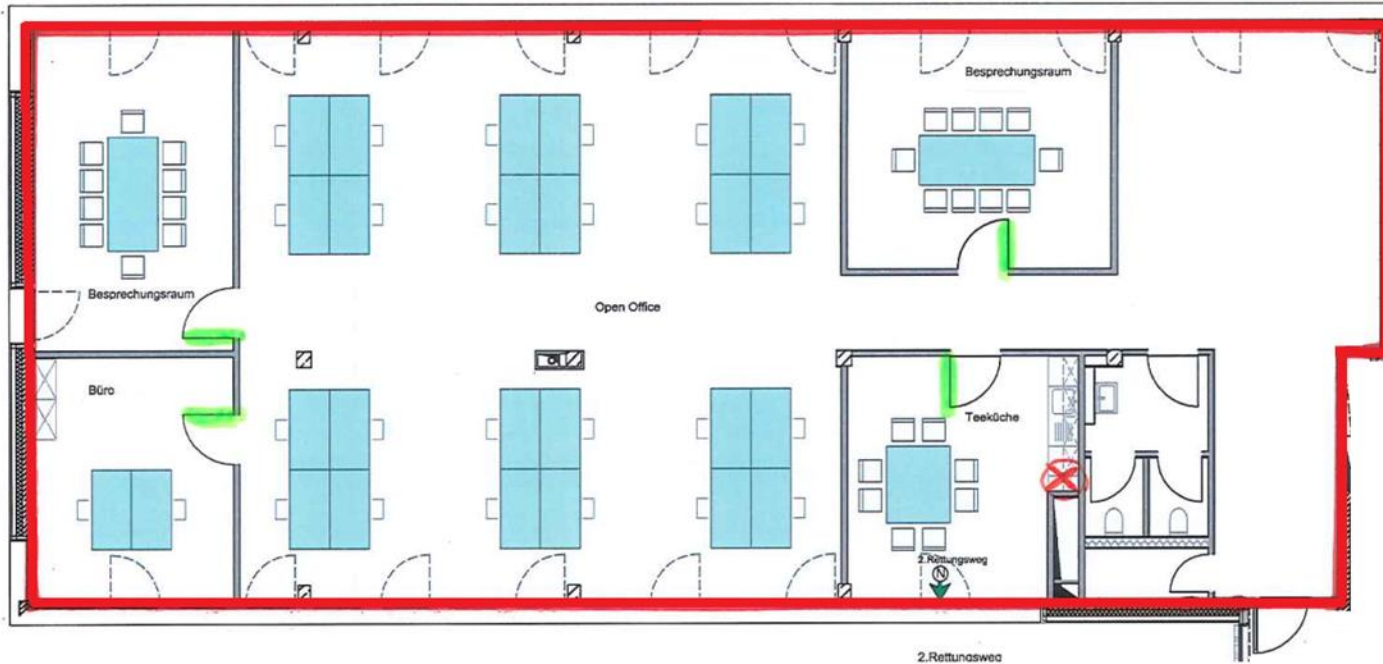 Besprechungsraum
Besprechungsraum
Open Office
Büro
Teeküche
2.Rettungsweg
N
2.Rettungsweg